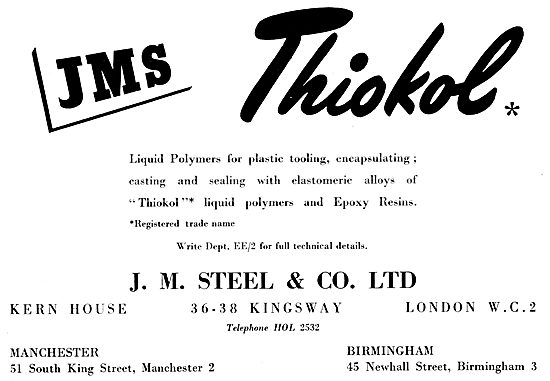 JMS Thiokol*
Liquid Polymers for plastic tooling, encapsulating;
casting and sealing with elastomeric alloys of
"Thiokol"* liquid polymers and Epoxy Resins.
*Registered trade name
Write Dept. EE/2 for full technical details.
J. M. STEEL & CO. LTD
KERN HOUSE 36-38 KINGSWAY LONDON W.C.2
Telephone HOL 2532
MANCHESTER BIRMINGHAM
51 South King Street, Manchester 2 45 Newhall Street, Birmingham 3